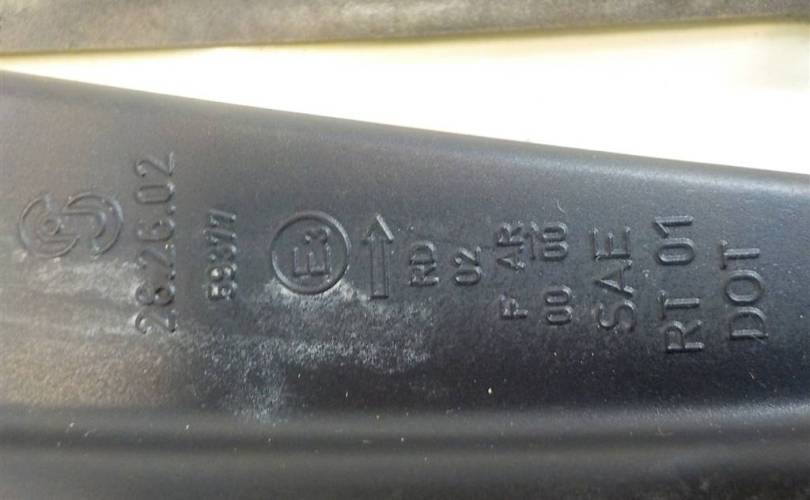 28.26.02
59377
E3
RD
02
F AR
00 00
SAE
RT 01
DOT